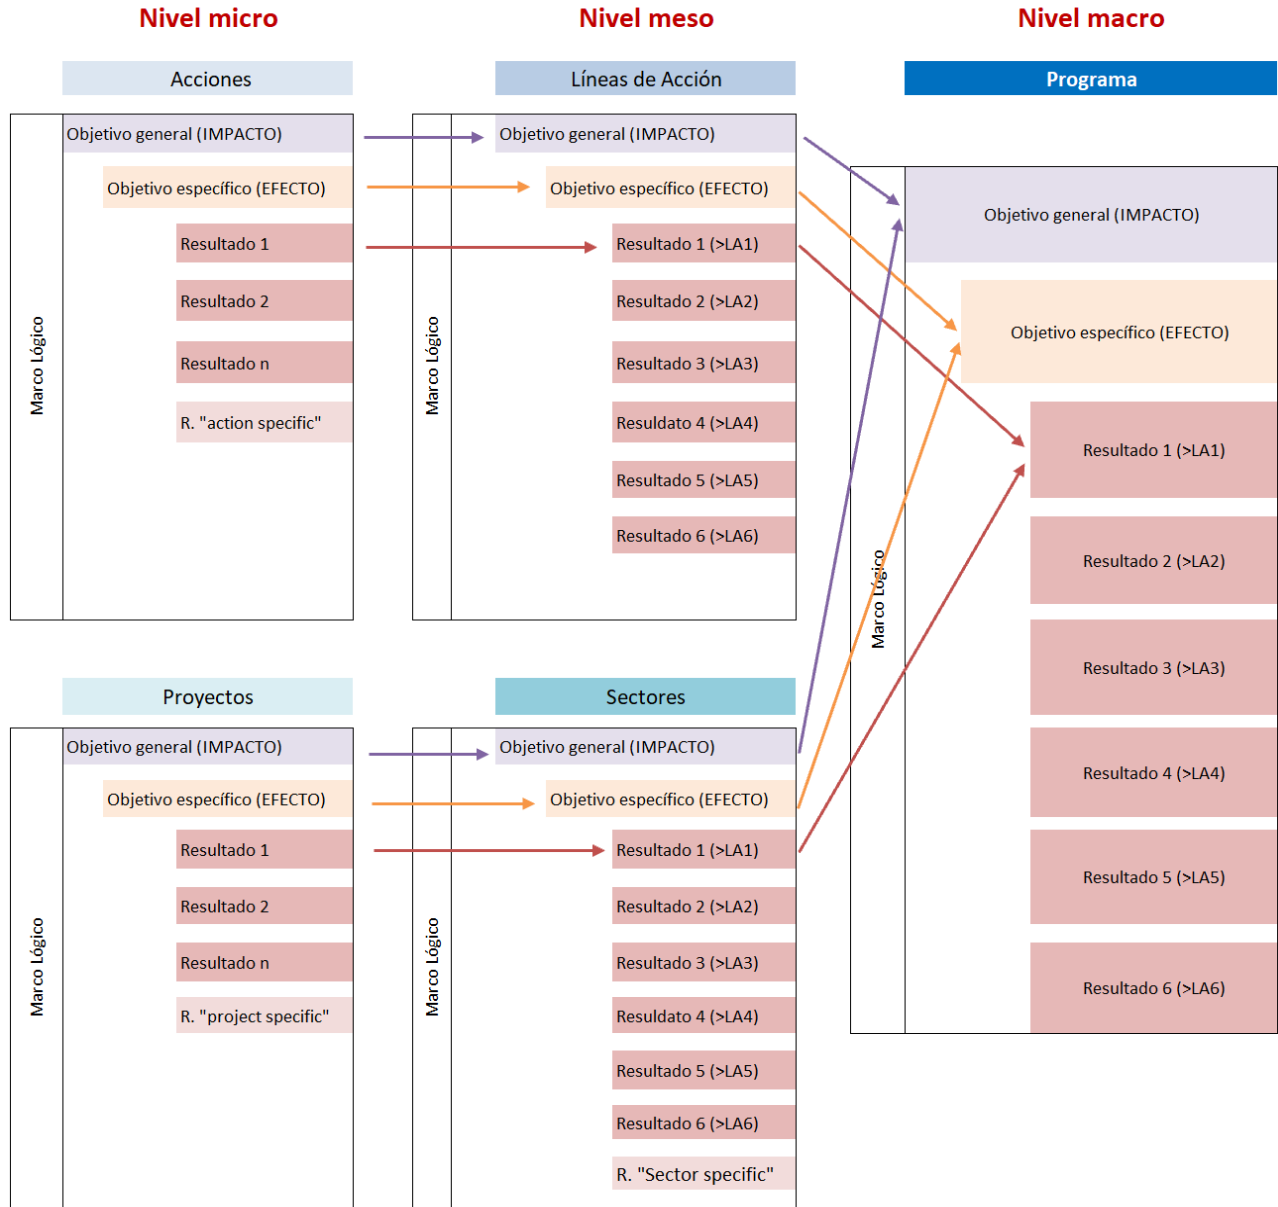 Nivel micro
Nivel meso
Nivel macro
Acciones
Líneas de Acción
Programa
Marco Lógico
Objetivo general (IMPACTO)
Objetivo específico (EFECTO)
Resultado 1
Resultado 2
Resultado n
R. "action specific"
Marco Lógico
Objetivo general (IMPACTO)
Objetivo específico (EFECTO)
Resultado 1 (>LA1)
Resultado 2 (>LA2)
Resultado 3 (>LA3)
Resuldato 4 (>LA4)
Resultado 5 (>LA5)
Resultado 6 (>LA6)
Marco Lógico
Objetivo general (IMPACTO)
Objetivo específico (EFECTO)
Resultado 1 (>LA1)
Resultado 2 (>LA2)
Resultado 3 (>LA3)
Resultado 4 (>LA4)
Resultado 5 (>LA5)
Resultado 6 (>LA6)
Proyectos
Sectores
Marco Lógico
Objetivo general (IMPACTO)
Objetivo específico (EFECTO)
Resultado 1
Resultado 2
Resultado n
R. "project specific"
Marco Lógico
Objetivo general (IMPACTO)
Objetivo específico (EFECTO)
Resultado 1 (>LA1)
Resultado 2 (>LA2)
Resultado 3 (>LA3)
Resuldato 4 (>LA4)
Resultado 5 (>LA5)
Resultado 6 (>LA6)
R. "Sector specific"